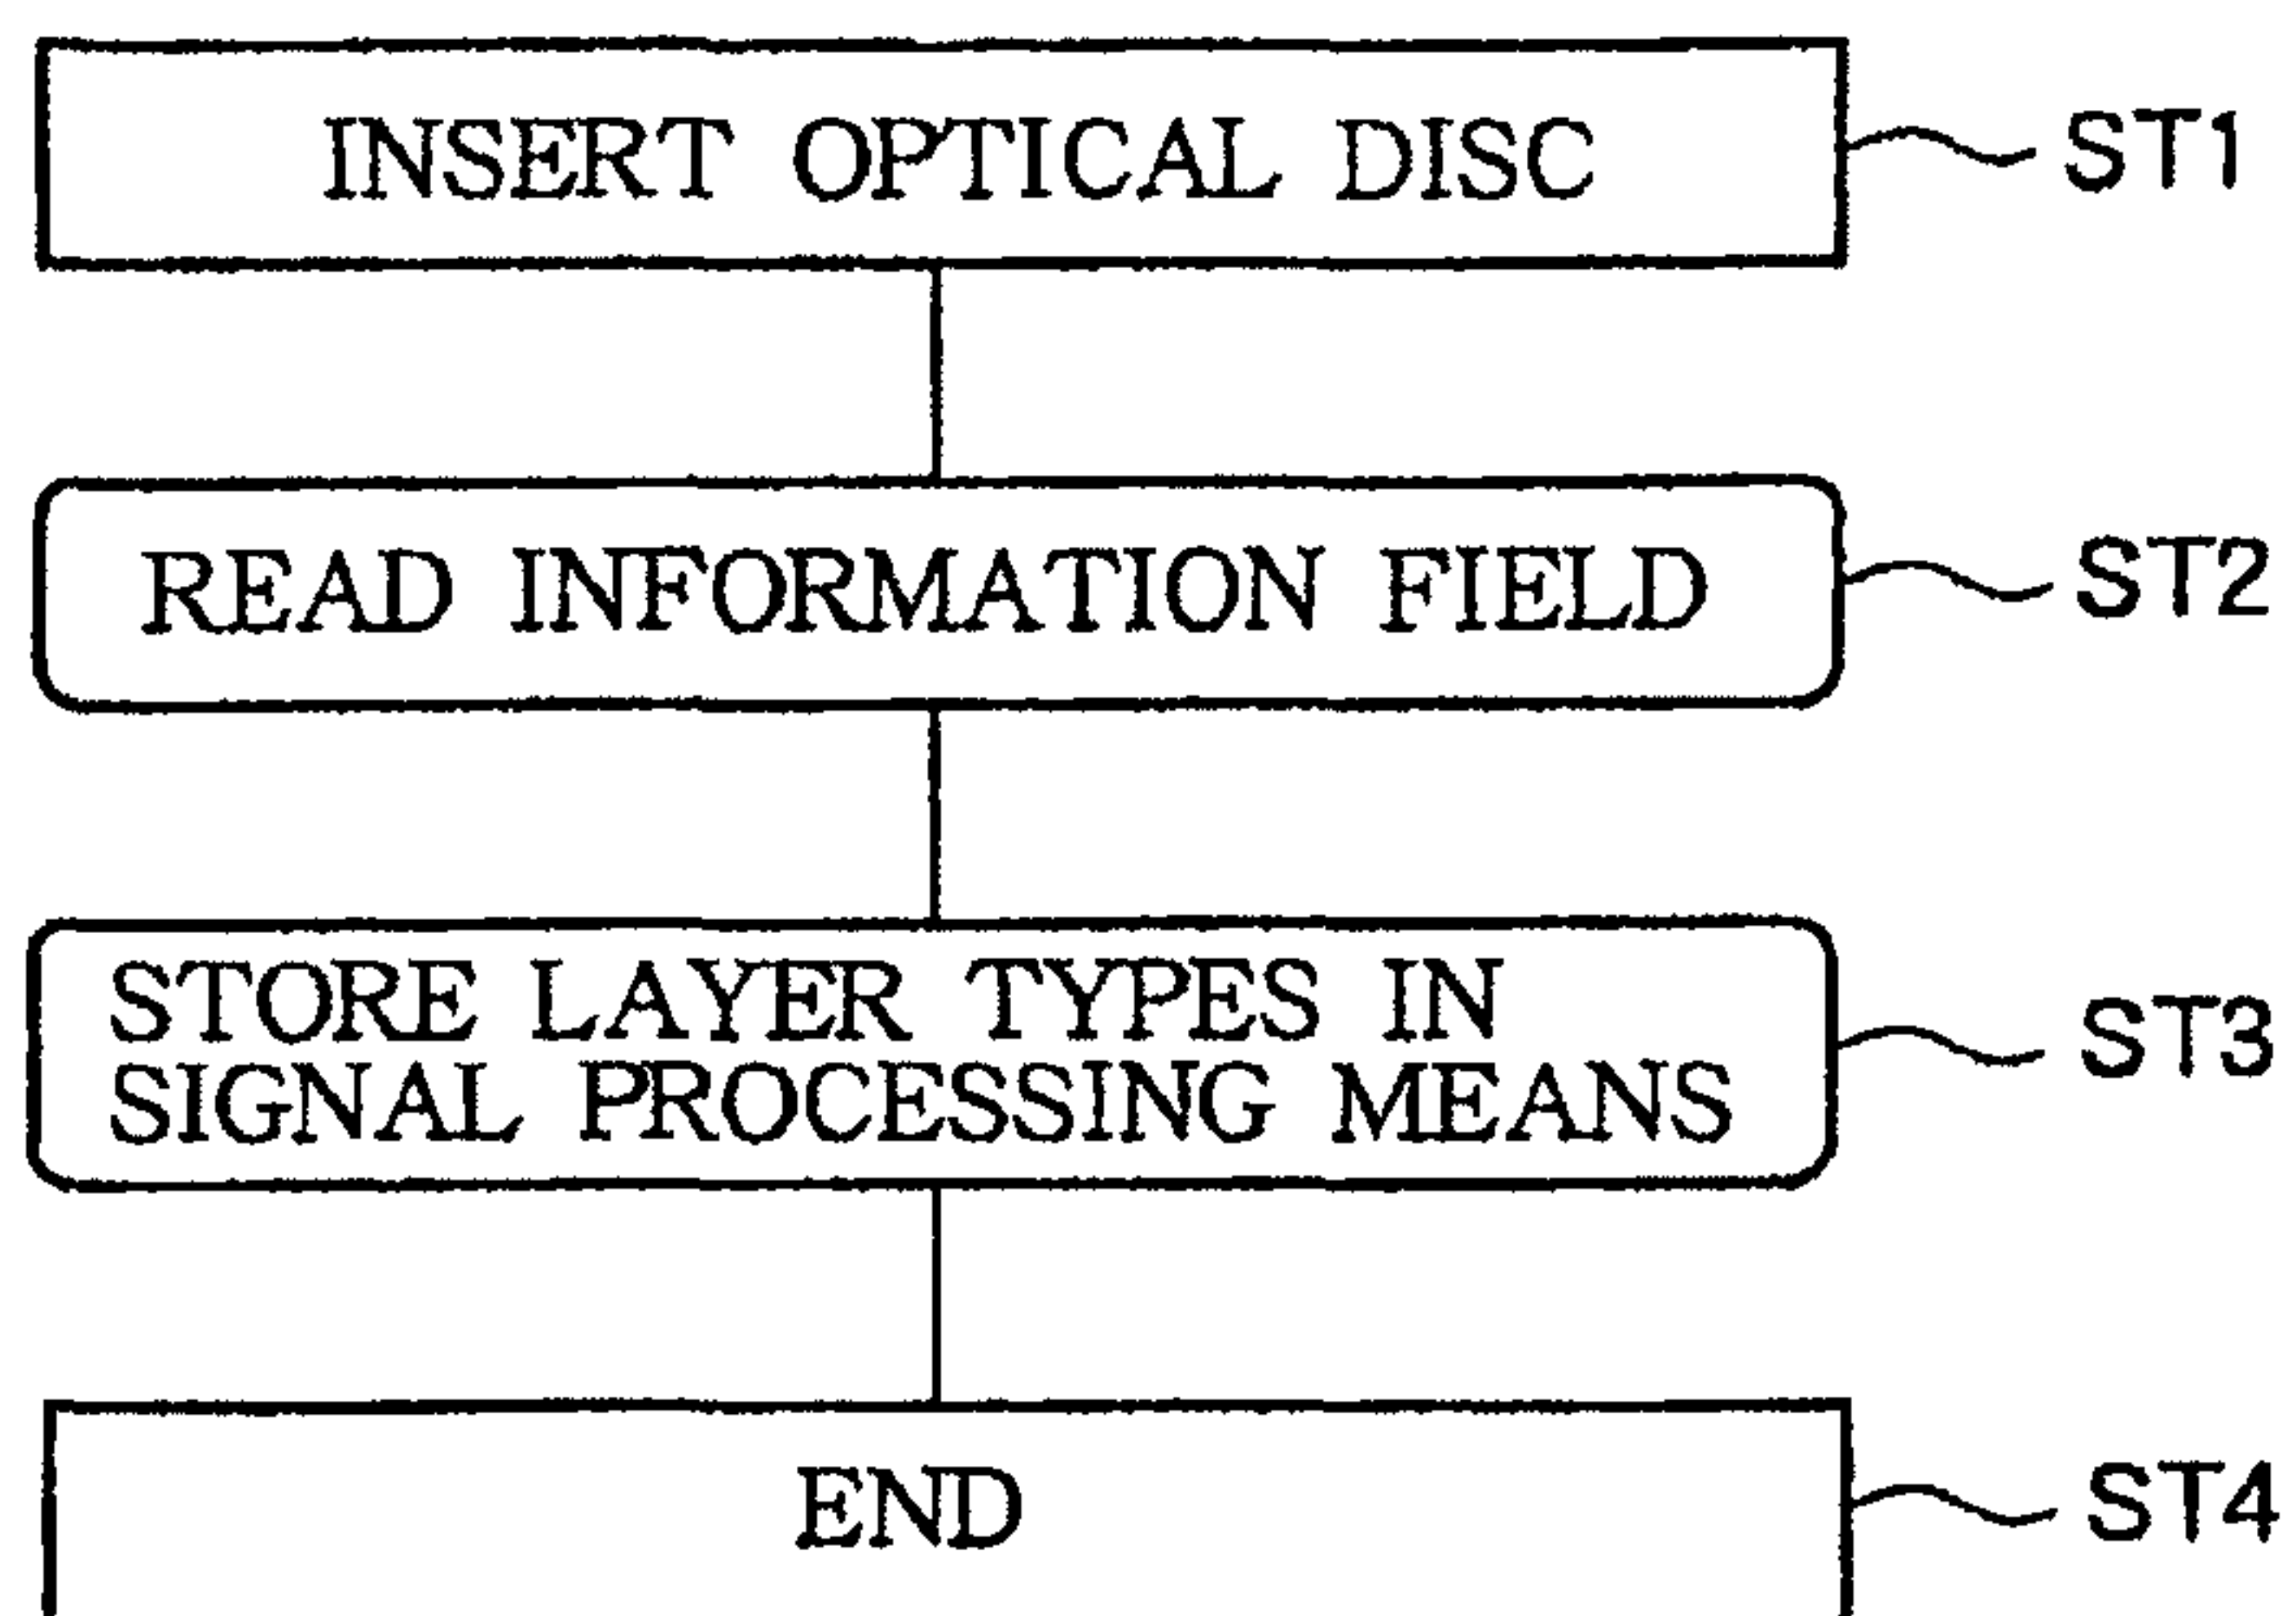 INSERT OPTICAL DISC ST1
READ INFORMATION FIELD ST2
STORE LAYER TYPES IN
SIGNAL PROCESSING MEANS ST3
END ST4